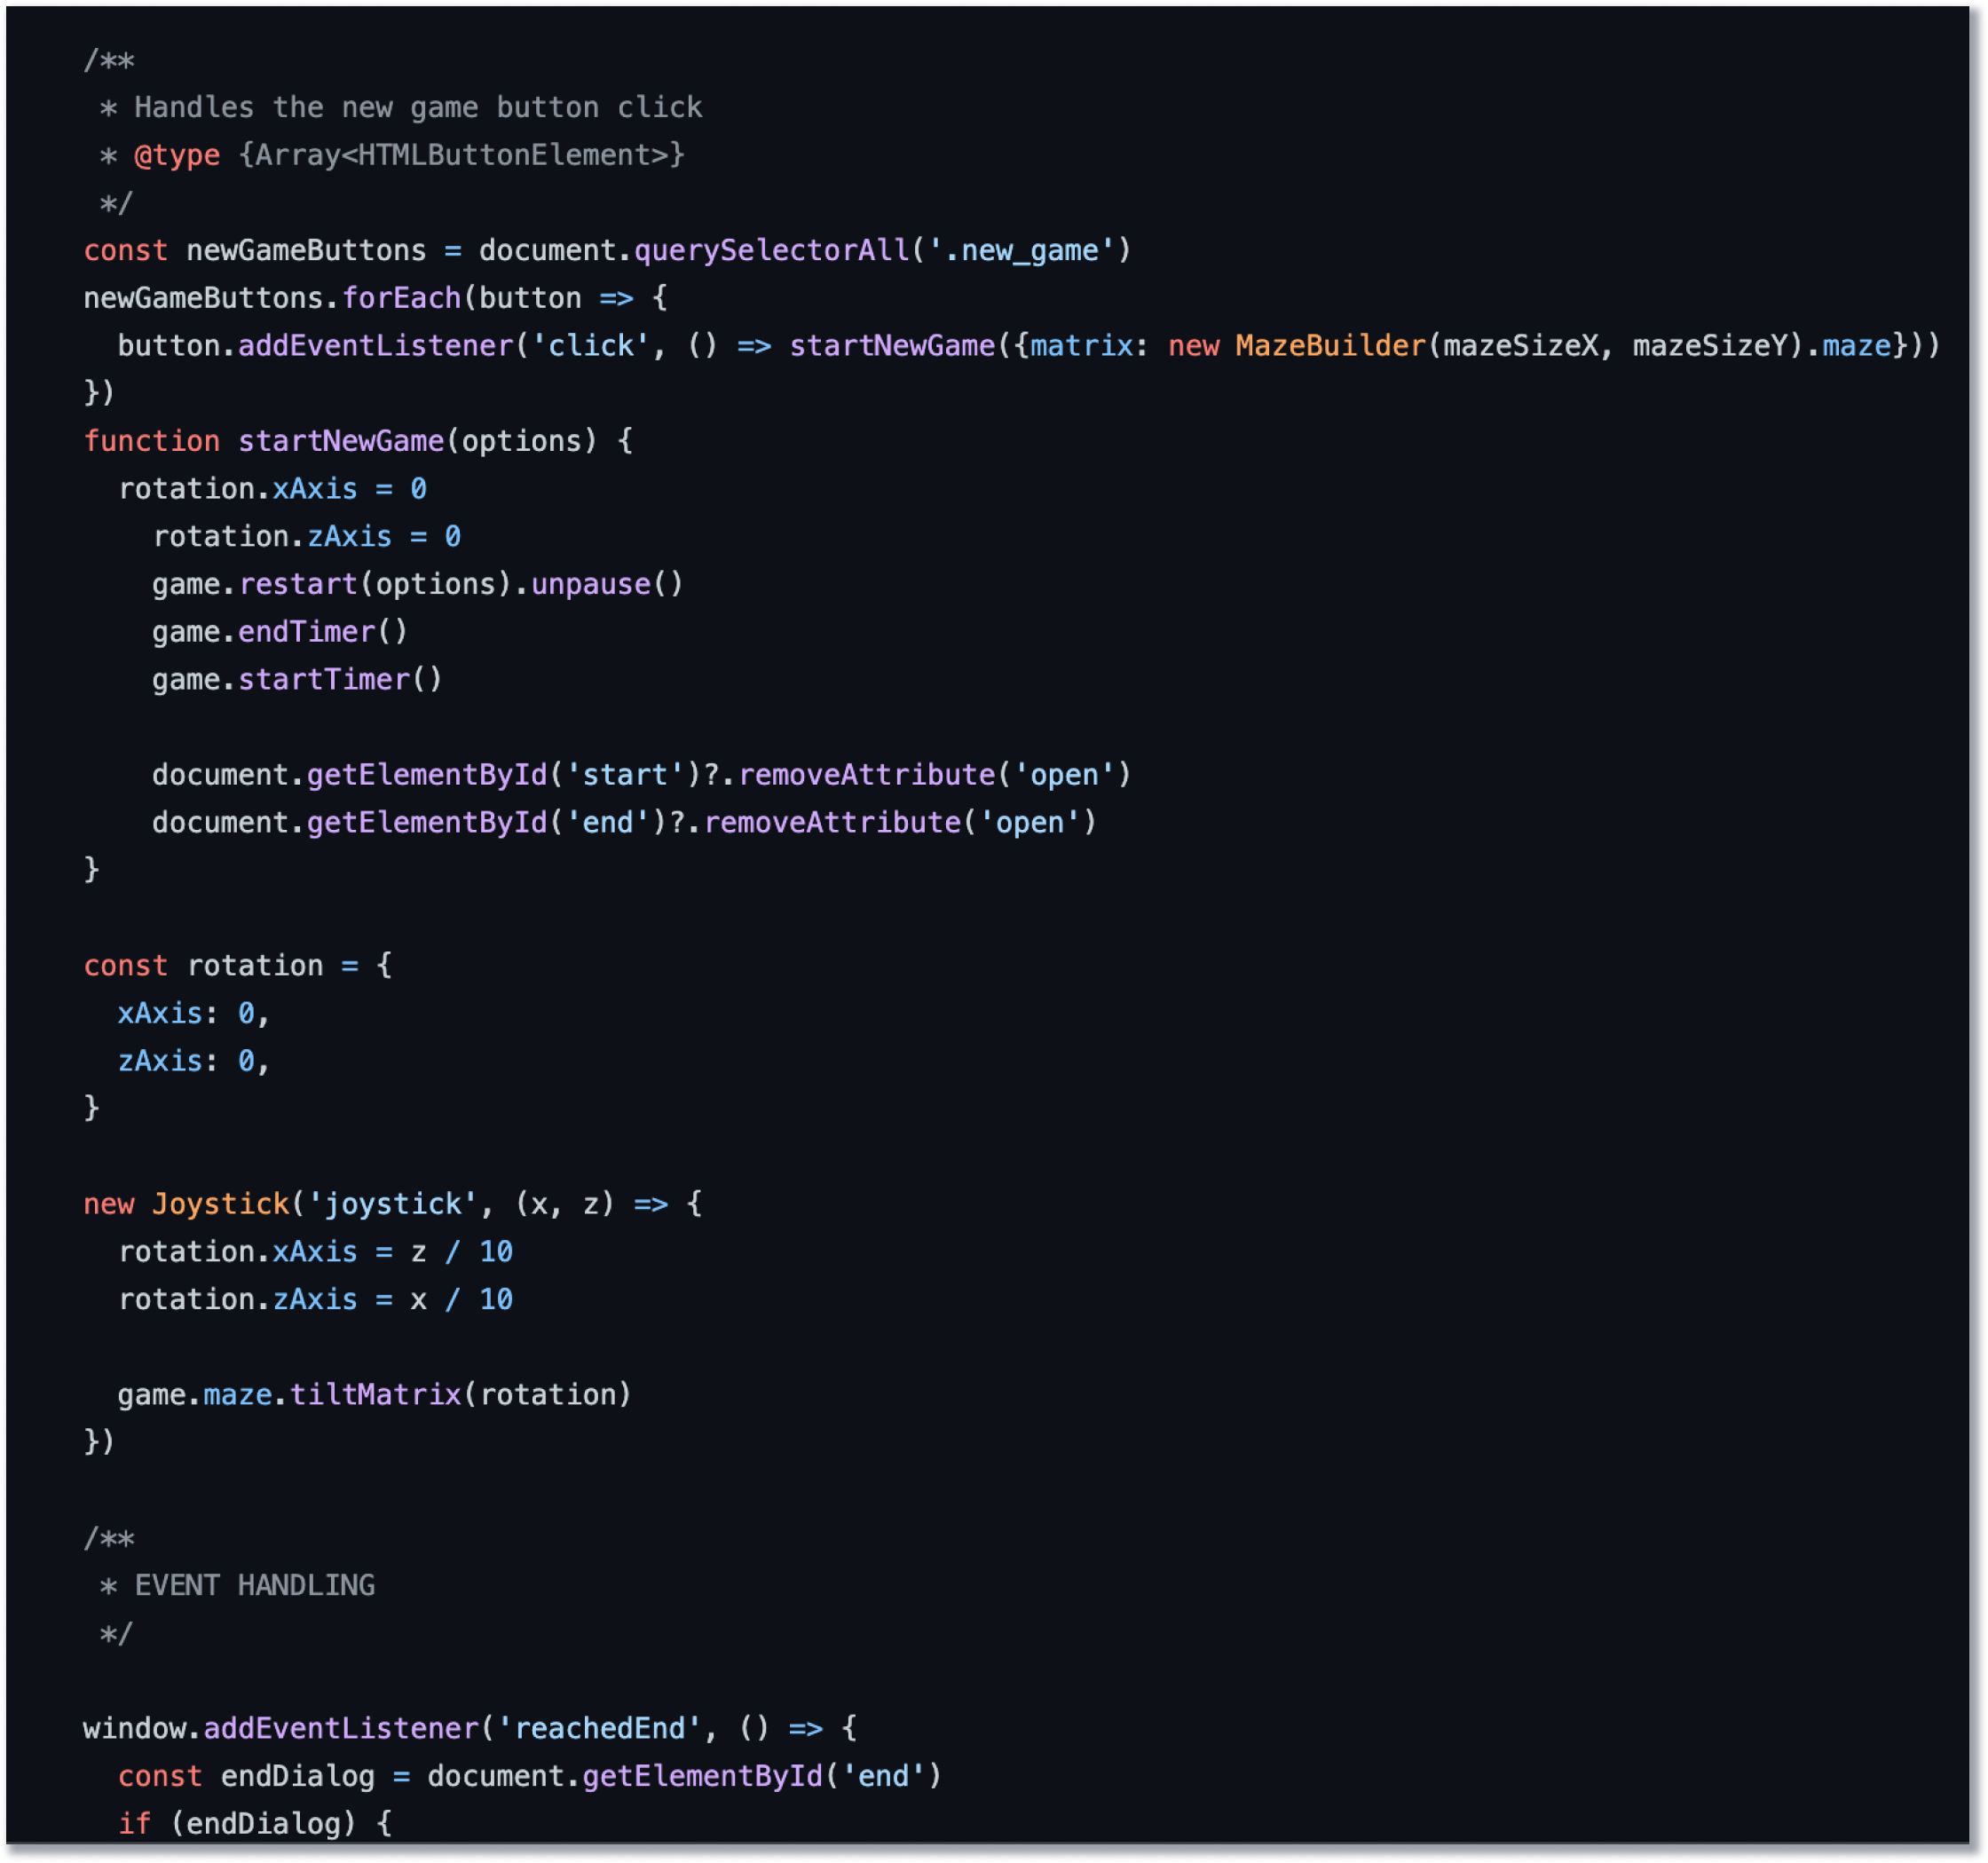 /**
 * Handles the new game button click
 * @type {Array<HTMLButtonElement>}
 */
const newGameButtons = document.querySelectorAll('.new_game')
newGameButtons.forEach(button => {
  button.addEventListener('click', () => startNewGame({matrix: new MazeBuilder(mazeSizeX, mazeSizeY).maze}))
})
function startNewGame(options) {
  rotation.xAxis = 0
    rotation.zAxis = 0
    game.restart(options).unpause()
    game.endTimer()
    game.startTimer()

    document.getElementById('start')?.removeAttribute('open')
    document.getElementById('end')?.removeAttribute('open')
}

const rotation = {
  xAxis: 0,
  zAxis: 0,
}

new Joystick('joystick', (x, z) => {
  rotation.xAxis = z / 10
  rotation.zAxis = x / 10

  game.maze.tiltMatrix(rotation)
})

/**
 * EVENT HANDLING
 */

window.addEventListener('reachedEnd', () => {
  const endDialog = document.getElementById('end')
  if (endDialog) {